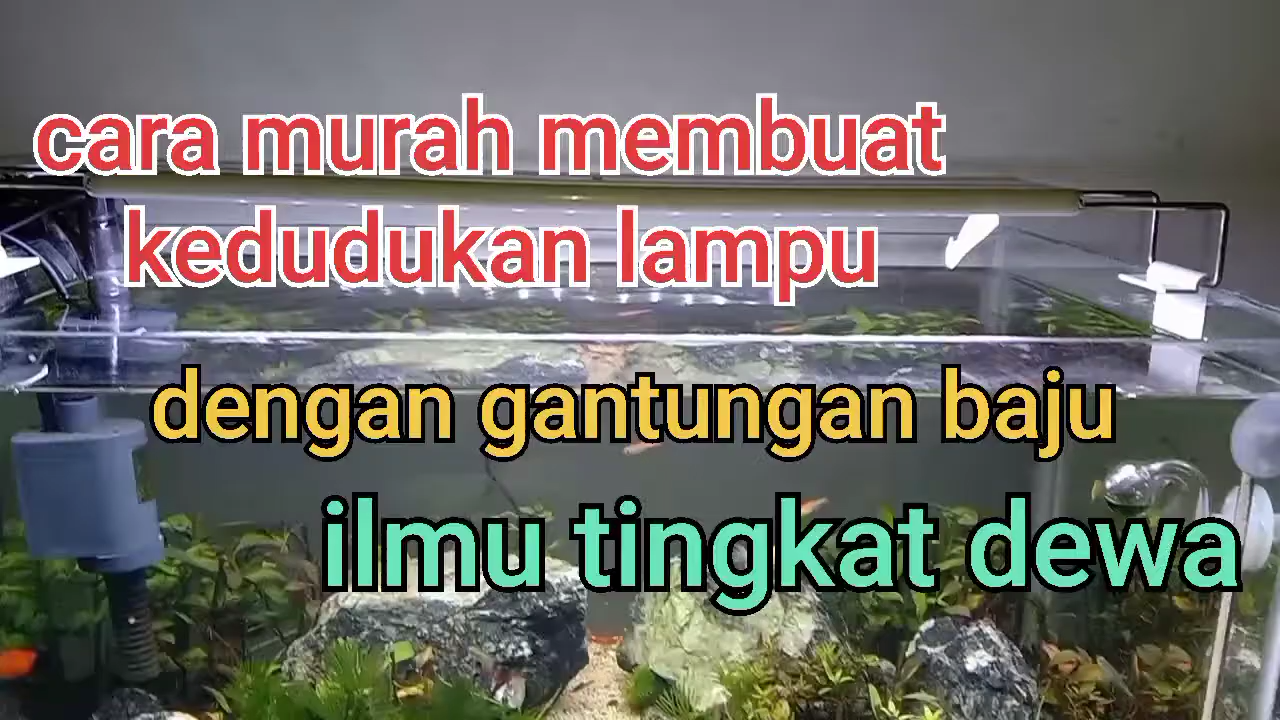 cara murah membuat
kedudukan lampu
dengan gantungan baju
ilmu tingkat dewa